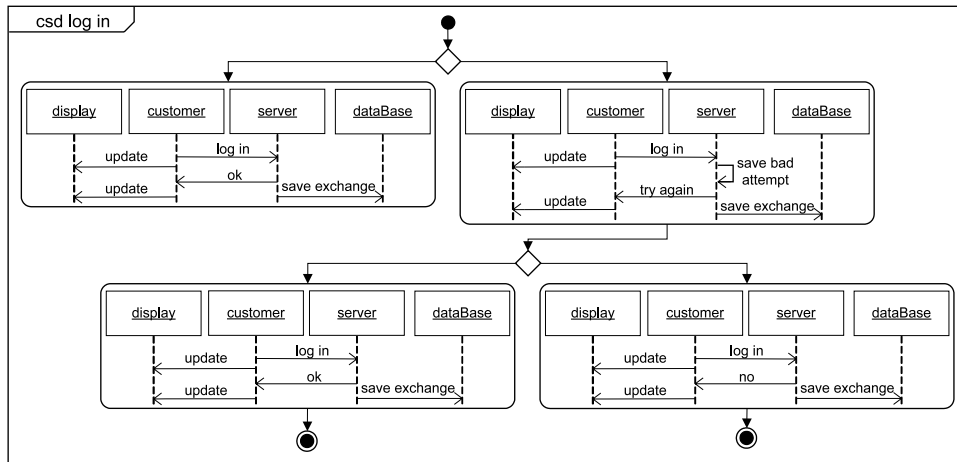 csd log in
display customer server dataBase
update log in
ok
update save exchange
display customer server dataBase
update log in
save bad
attempt
try again
update save exchange
display customer server dataBase
update log in
ok
update save exchange
display customer server dataBase
update log in
no
update save exchange